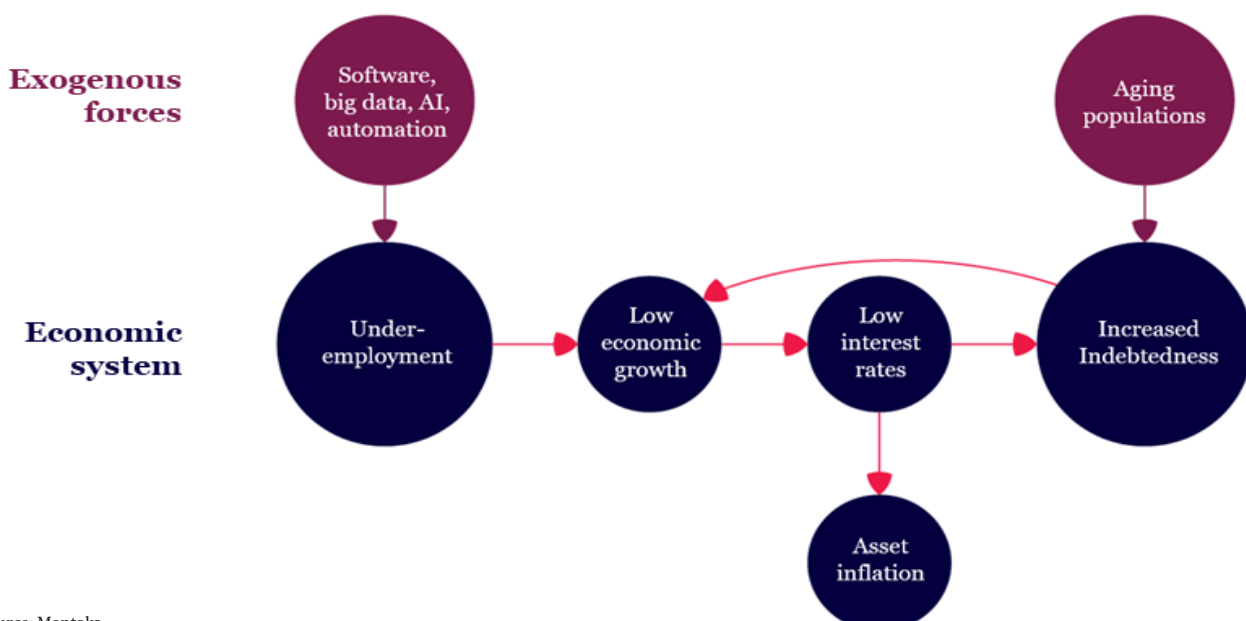 Exogenous
forces
Software,
big data, AI,
automation
Aging
populations
Economic
system
Under-
employment
Low
economic
growth
Low
interest
rates
Increased
Indebtedness
Asset
inflation